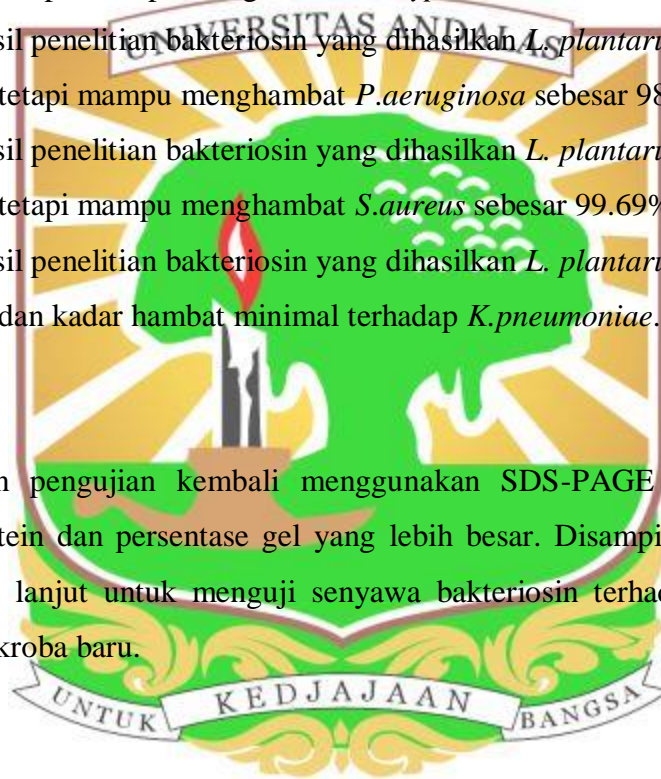 UNIVERSITAS ANDALAS
sil penelitian bakteriosin yang dihasilkan L. plantaru
tetapi mampu menghambat P.aeruginosa sebesar 98
sil penelitian bakteriosin yang dihasilkan L. plantaru
tetapi mampu menghambat S.aureus sebesar 99.69%
sil penelitian bakteriosin yang dihasilkan L. plantaru
dan kadar hambat minimal terhadap K.pneumoniae.
n pengujian kembali menggunakan SDS-PAGE
tein dan persentase gel yang lebih besar. Disampi
lanjut untuk menguji senyawa bakteriosin terha
kroba baru.
UNTUK KEDJAJAAN BANGSA